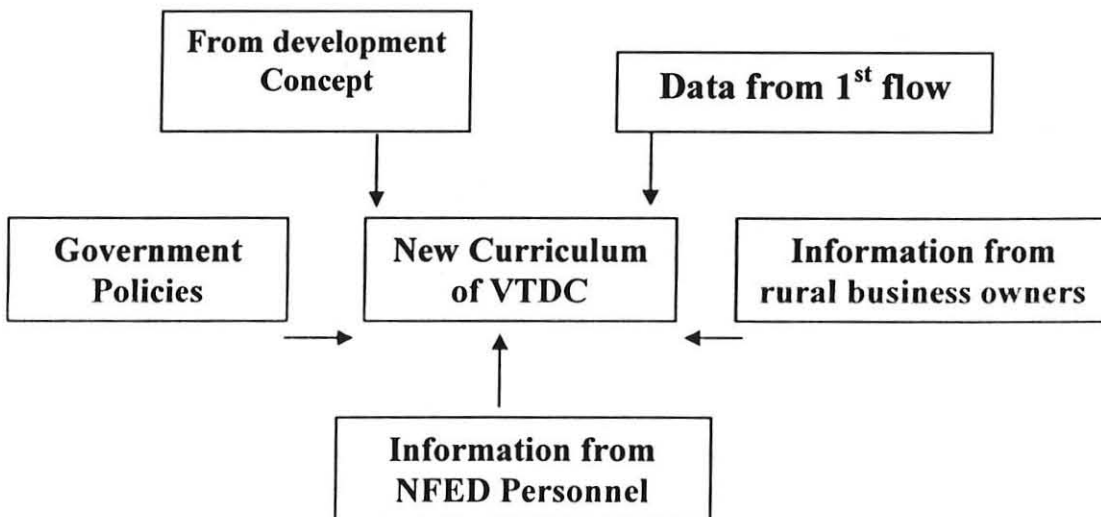 From development
Concept
Data from 1st flow
Government
Policies
New Curriculum
of VTDC
Information from
rural business owners
Information from
NFED Personnel